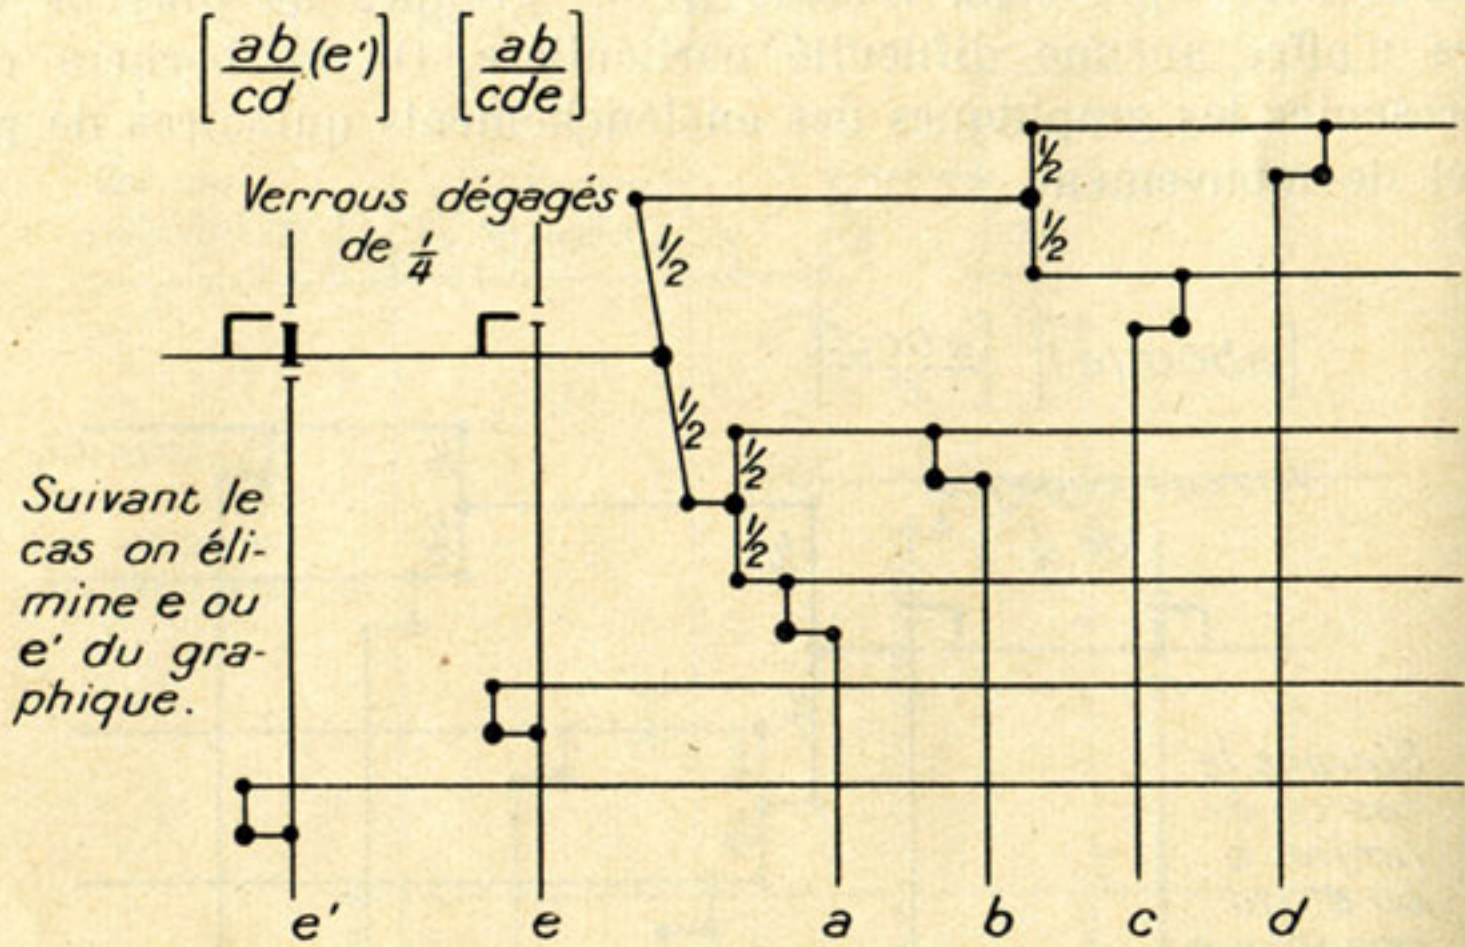 [ab/cd (e')] [ab/cde]
Verrous dégagés
de 1/4
1/2
1/2
1/2
1/2
1/2
1/2
Suivant le
cas on éli-
mine e ou
e' du gra-
phique.
e' e a b c d